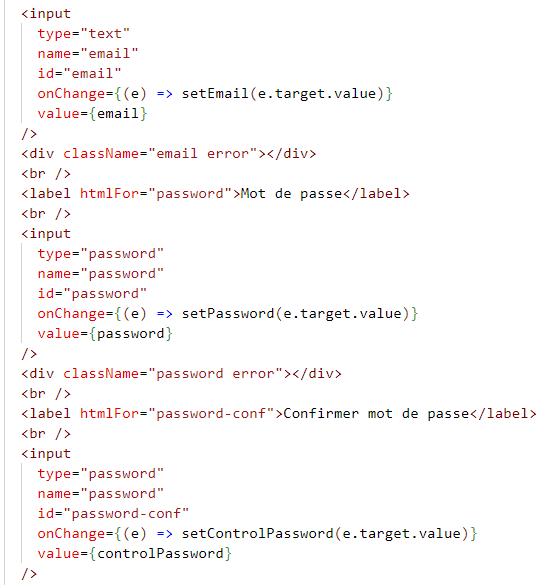 <input
type="text"
name="email"
id="email"
onChange={(e) => setEmail(e.target.value)}
value={email}
/>
<div className="email error"></div>
<br />
<label htmlFor="password">Mot de passe</label>
<br />
<input
type="password"
name="password"
id="password"
onChange={(e) => setPassword(e.target.value)}
value={password}
/>
<div className="password error"></div>
<br />
<label htmlFor="password-conf">Confirmer mot de passe</label>
<br />
<input
type="password"
name="password"
id="password-conf"
onChange={(e) => setControlPassword(e.target.value)}
value={controlPassword}
/>